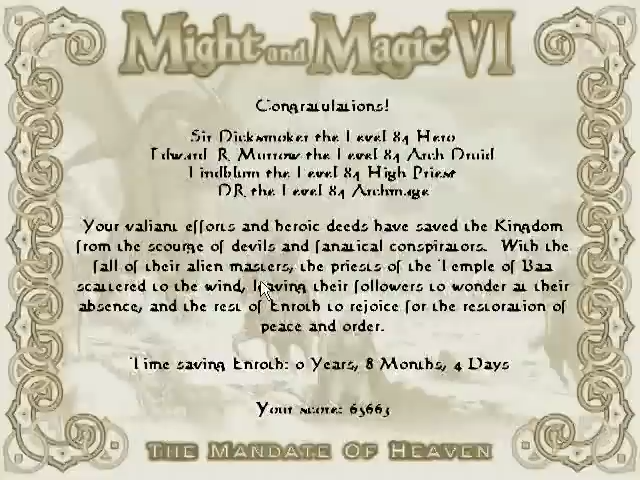 Might and Magic VI
Congratulations!
Sir Dicksmoker the Level 84 Hero
Edward R. Murrow the Level 84 Arch Druid
Lindblum the Level 84 High Priest
DR. the Level 84 Archmage
Your valiant efforts and heroic deeds have saved the Kingdom
from the scourge of devils and fanatical conspirators. With the
fall of their alien masters, the priests of the Temple of Baa
scattered to the wind, leaving their followers to wonder at their
absence, and the rest of Enroth to rejoice for the restoration of
peace and order.
Time saving Enroth: 0 Years, 8 Months, 4 Days
Your score: 65663
THE MANDATE OF HEAVEN